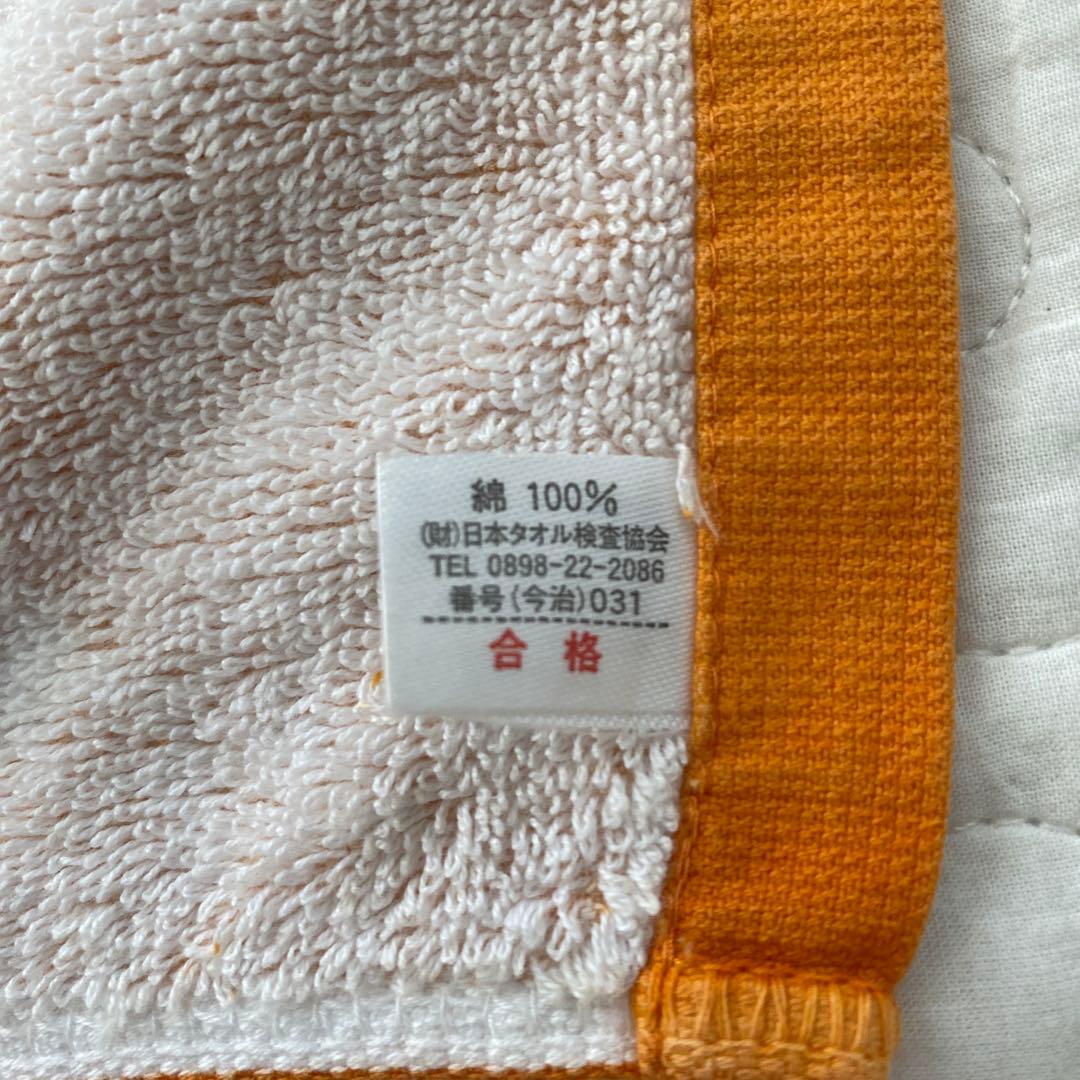 綿 100%
(財)日本タオル検査協会
TEL 0898-22-2086
番号(今治)031
合格